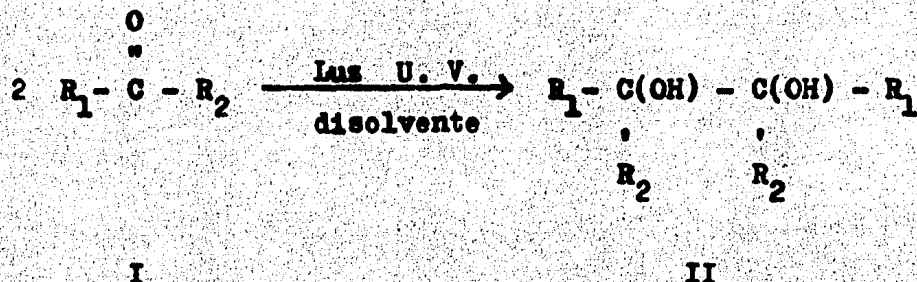 O
"
2 R1- C - R2 Luz U. V. R1- C(OH) - C(OH) - R1
disolvente
' '
R2 R2
I II